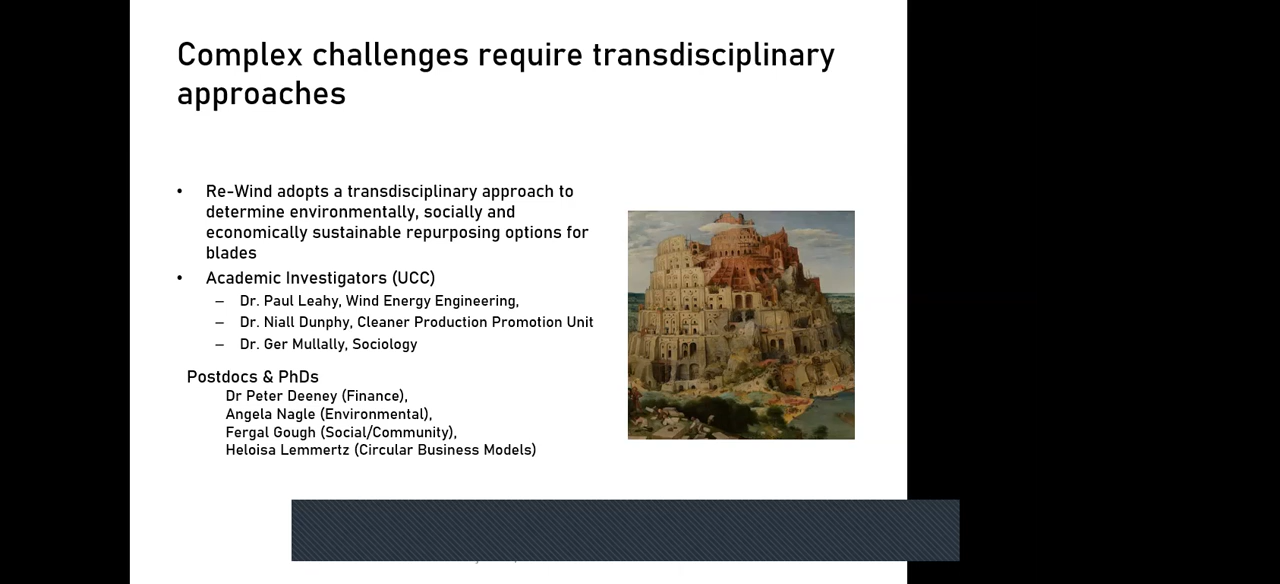 Complex challenges require transdisciplinary
approaches
• Re-Wind adopts a transdisciplinary approach to
determine environmentally, socially and
economically sustainable repurposing options for
blades
• Academic Investigators (UCC)
– Dr. Paul Leahy, Wind Energy Engineering,
– Dr. Niall Dunphy, Cleaner Production Promotion Unit
– Dr. Ger Mullally, Sociology
Postdocs & PhDs
Dr Peter Deeney (Finance),
Angela Nagle (Environmental),
Fergal Gough (Social/Community),
Heloisa Lemmertz (Circular Business Models)